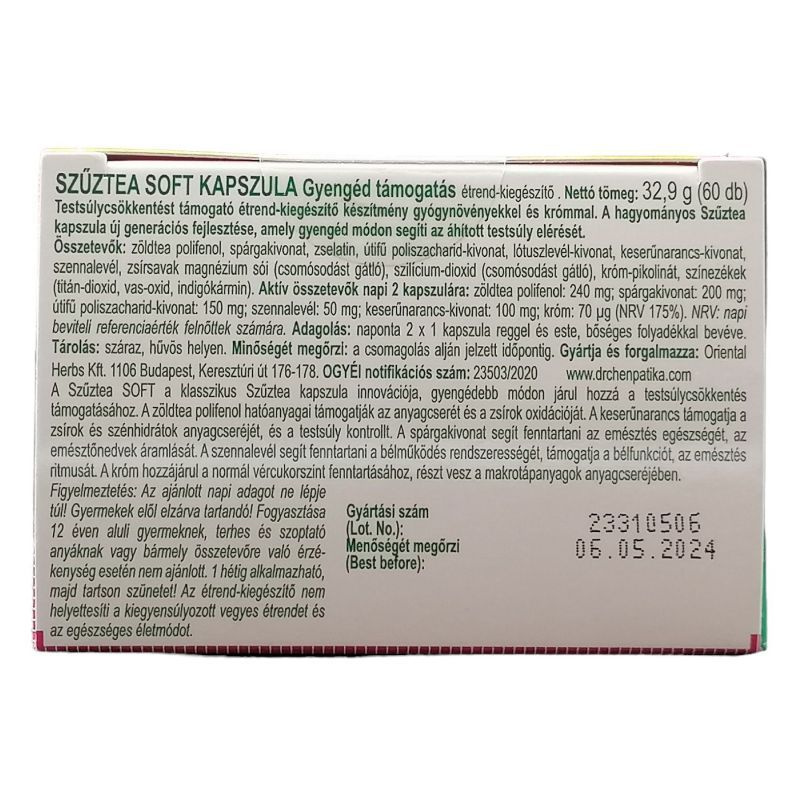 SZŰZTEA SOFT KAPSZULA Gyengéd támogatás étrend-kiegészítő . Nettó tömeg: 32,9 g (60 db)
Testsúlycsökkentést támogató étrend-kiegészítő készítmény gyógynövényekkel és krómmal. A hagyományos Szűztea
kapszula új generációs fejlesztése, amely gyengéd módon segíti az áhított testsúly elérését.
Összetevők: zöldtea polifenol, spárgakivonat, zselatin, útifű poliszacharid-kivonat, lótuszlevél-kivonat, keserűnarancs-kivonat,
szennalevél, zsírsavak magnézium sói (csomósodást gátló), szilícium-dioxid (csomósodást gátló), króm-pikolinát, színezékek
(titán-dioxid, vas-oxid, indigókármin). Aktív összetevők napi 2 kapszulára: zöldtea polifenol: 240 mg; spárgakivonat: 200 mg;
útifű poliszacharid-kivonat: 150 mg; szennalevél: 50 mg; keserűnarancs-kivonat: 100 mg; króm: 70 µg (NRV 175%). NRV: napi
beviteli referenciaérték felnőttek számára. Adagolás: naponta 2 x 1 kapszula reggel és este, bőséges folyadékkal bevéve.
Tárolás: száraz, hűvös helyen. Minőségét megőrzi: a csomagolás alján jelzett időpontig. Gyártja és forgalmazza: Oriental
Herbs Kft. 1106 Budapest, Keresztúri út 176-178. OGYÉI notifikációs szám: 23503/2020 www.drchenpatika.com
A Szűztea SOFT a klasszikus Szűztea kapszula innovációja, gyengédebb módon járul hozzá a testsúlycsökkentés
támogatásához. A zöldtea polifenol hatóanyagai támogatják az anyagcserét és a zsírok oxidációját. A keserűnarancs támogatja a
zsírok és szénhidrátok anyagcseréjét, és a testsúly kontrollt. A spárgakivonat segít fenntartani az emésztés egészségét, az
emésztőnedvek áramlását. A szennalevél segít fenntartani a bélműködés rendszerességét, támogatja a bélfunkciót, az emésztés
ritmusát. A króm hozzájárul a normál vércukorszint fenntartásához, részt vesz a makrotápanyagok anyagcseréjében.
Figyelmeztetés: Az ajánlott napi adagot ne lépje
túl! Gyermekek elől elzárva tartandó! Fogyasztása
12 éven aluli gyermeknek, terhes és szoptató
anyáknak vagy bármely összetevőre való érzé-
kenység esetén nem ajánlott. 1 hétig alkalmazható,
majd tartson szünetet! Az étrend-kiegészítő nem
helyettesíti a kiegyensúlyozott vegyes étrendet és
az egészséges életmódot.
Gyártási szám
(Lot. No.):
Menőségét megőrzi
(Best before):
23310506
06.05.2024